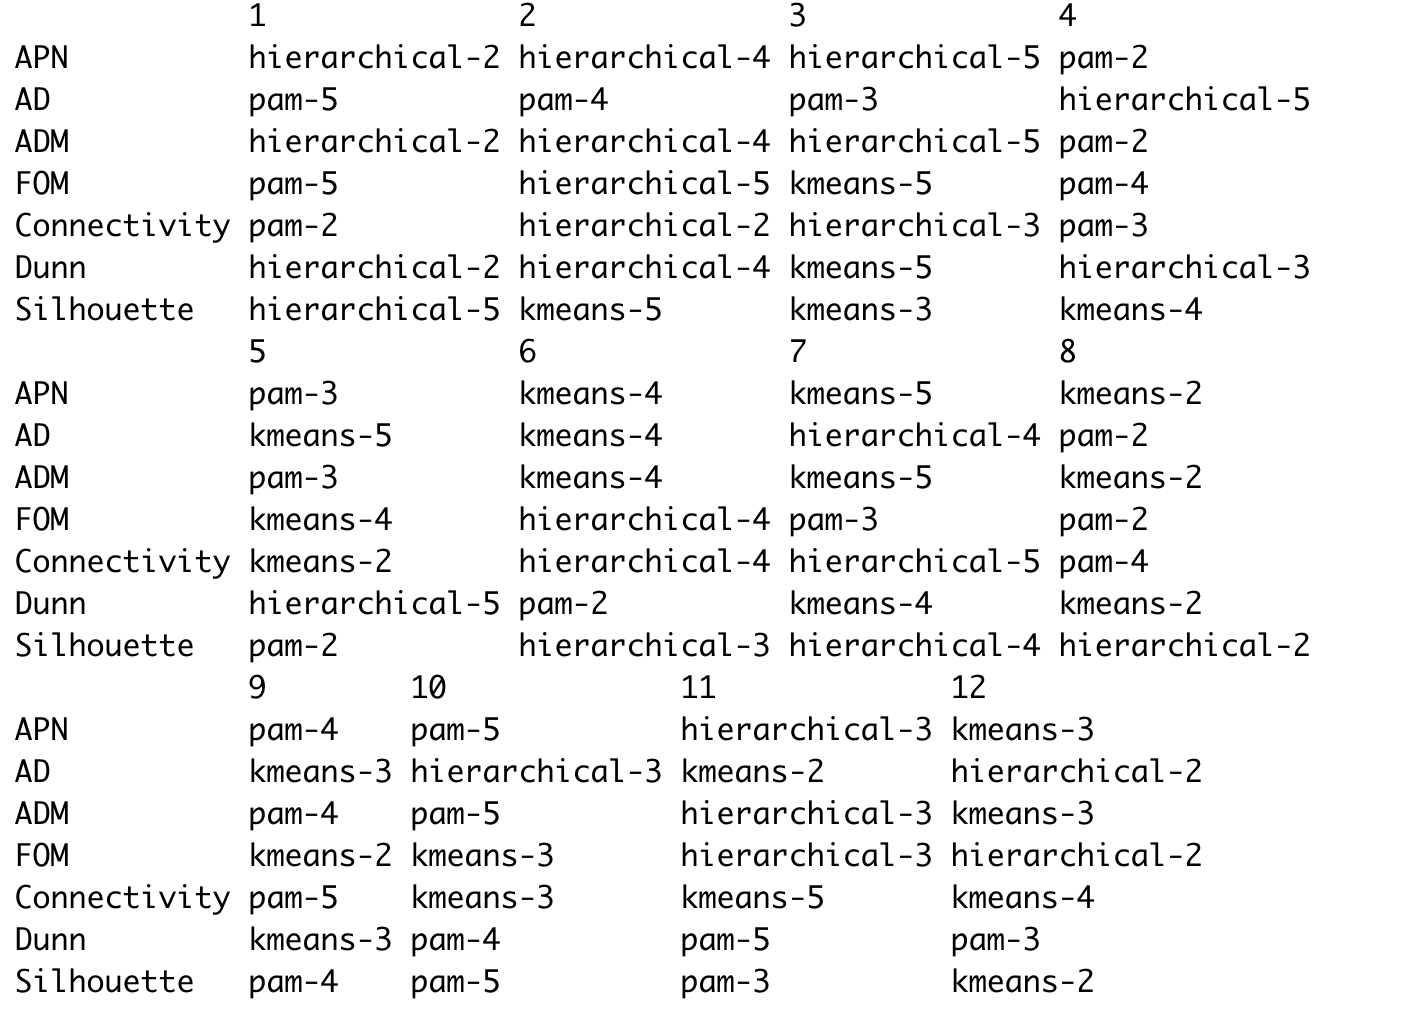 1              2              3              4
APN          hierarchical-2 hierarchical-4 hierarchical-5 pam-2
AD           pam-5          pam-4          pam-3          hierarchical-5
ADM          hierarchical-2 hierarchical-4 hierarchical-5 pam-2
FOM          pam-5          hierarchical-5 kmeans-5       pam-4
Connectivity pam-2          hierarchical-2 hierarchical-3 pam-3
Dunn         hierarchical-2 hierarchical-4 kmeans-5       hierarchical-3
Silhouette   hierarchical-5 kmeans-5       kmeans-3       kmeans-4
             5              6              7              8
APN          pam-3          kmeans-4       kmeans-5       kmeans-2
AD           kmeans-5       kmeans-4       hierarchical-4 pam-2
ADM          pam-3          kmeans-4       kmeans-5       kmeans-2
FOM          kmeans-4       hierarchical-4 pam-3          pam-2
Connectivity kmeans-2       hierarchical-4 hierarchical-5 pam-4
Dunn         hierarchical-5 pam-2          kmeans-4       kmeans-2
Silhouette   pam-2          hierarchical-3 hierarchical-4 hierarchical-2
             9        10             11             12
APN          pam-4    pam-5          hierarchical-3 kmeans-3
AD           kmeans-3 hierarchical-3 kmeans-2       hierarchical-2
ADM          pam-4    pam-5          hierarchical-3 kmeans-3
FOM          kmeans-2 kmeans-3       hierarchical-3 hierarchical-2
Connectivity pam-5    kmeans-3       kmeans-5       kmeans-4
Dunn         kmeans-3 pam-4          pam-5          pam-3
Silhouette   pam-4    pam-5          pam-3          kmeans-2